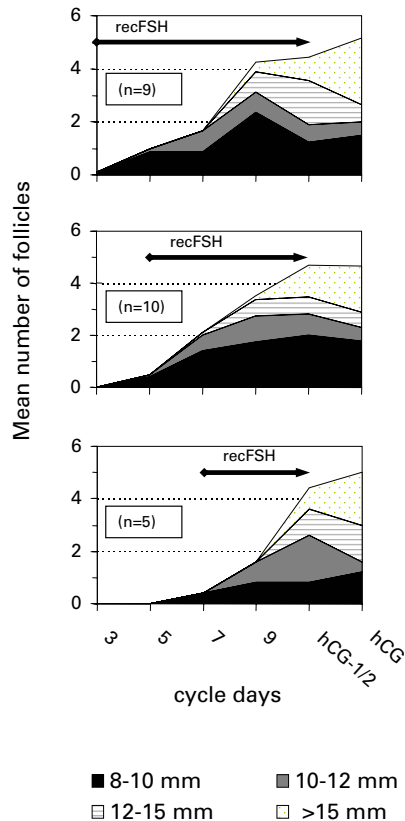 Mean number of follicles
6
recFSH
4
(n=9)
2
0
6
recFSH
4
(n=10)
2
0
6
recFSH
4
(n=5)
2
0
3 5 7 9 hCG-1/2 hCG
cycle days
8-10 mm 10-12 mm
12-15 mm >15 mm